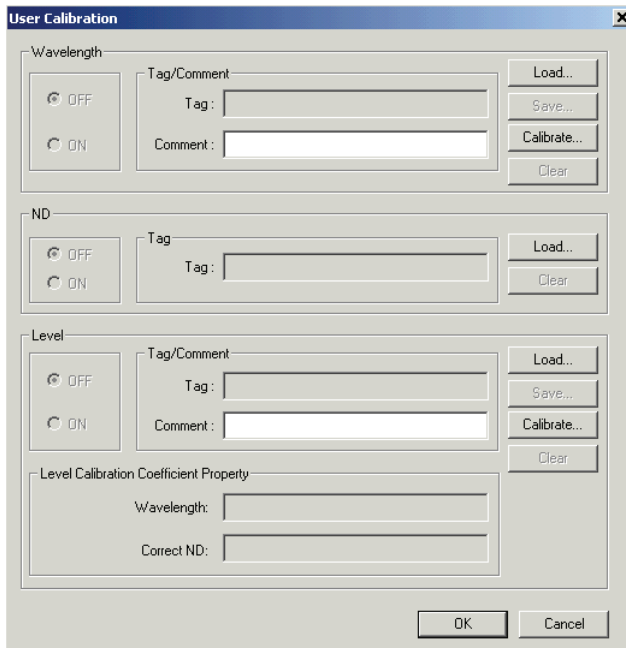 User Calibration
Wavelength
OFF
ON
Tag/Comment
Tag :
Comment :
Load...
Save...
Calibrate...
Clear
ND
OFF
ON
Tag
Tag :
Load...
Clear
Level
OFF
ON
Tag/Comment
Tag :
Comment :
Load...
Save...
Calibrate...
Clear
Level Calibration Coefficient Property
Wavelength:
Correct ND:
OK
Cancel